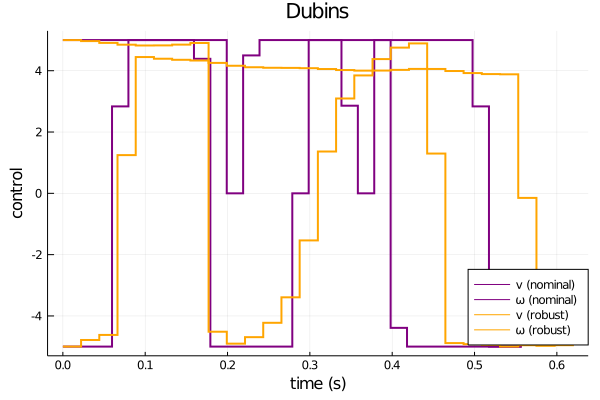 Dubins
control
4
2
0
-2
-4
0.0 0.1 0.2 0.3 0.4 0.5 0.6
time (s)
v (nominal)
ω (nominal)
v (robust)
ω (robust)